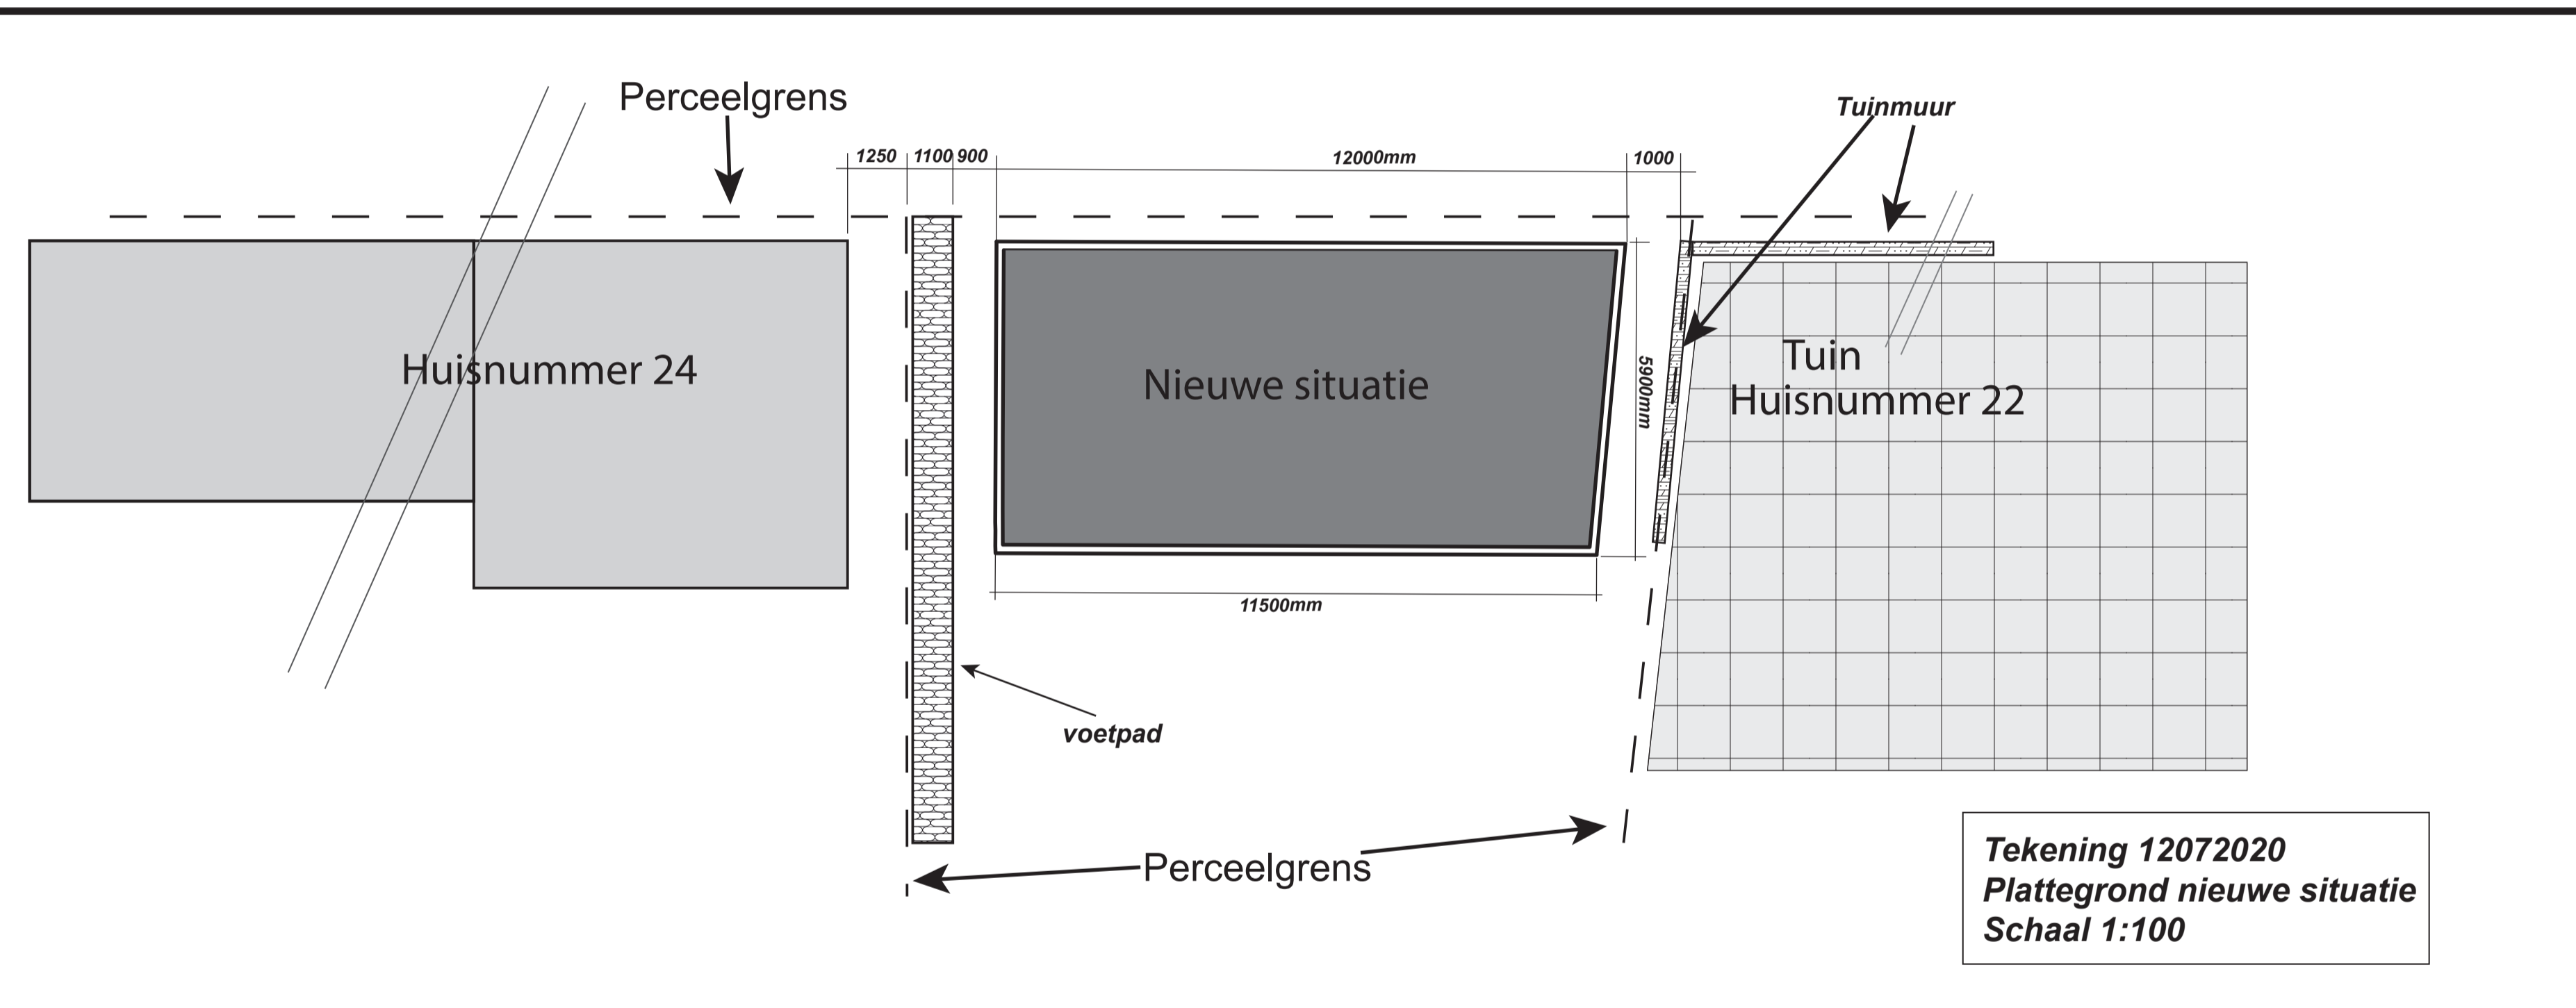 Perceelgrens
Tuinmuur
1250
1100
900
12000mm
1000
Huisnummer 24
Nieuwe situatie
5900mm
Tuin
Huisnummer 22
11500mm
voetpad
Perceelgrens
Tekening 12072020
Plattegrond nieuwe situatie
Schaal 1:100